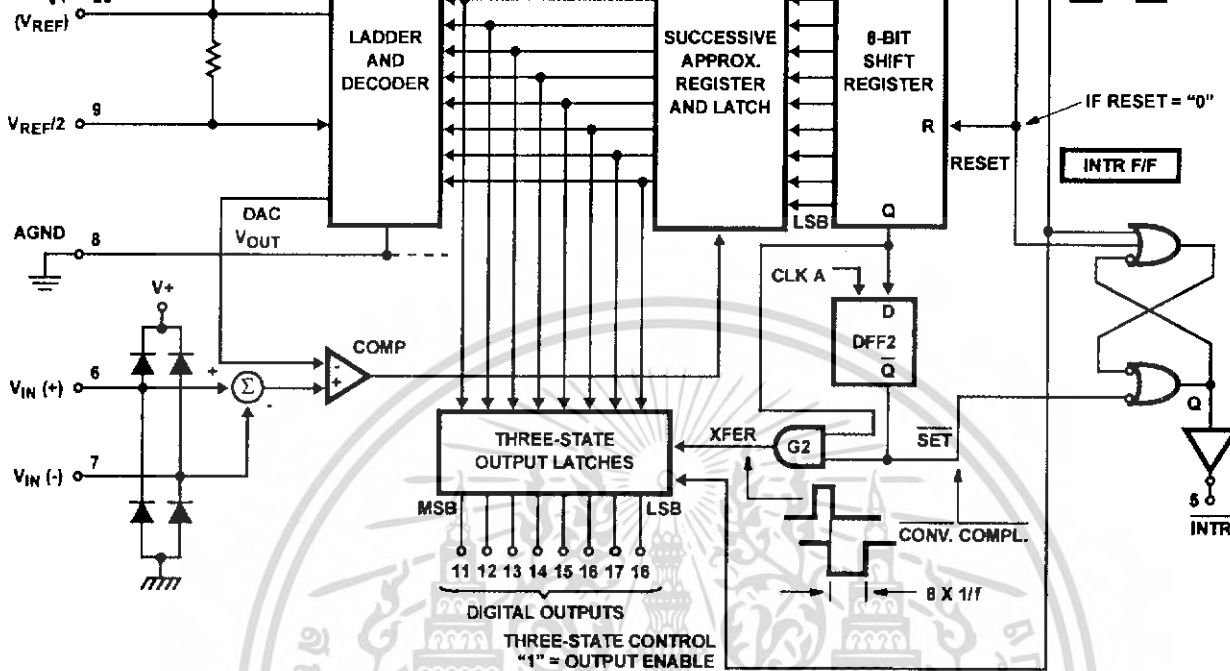 (VREF)
LADDER
AND
DECODER
SUCCESSIVE
APPROX.
REGISTER
AND LATCH
8-BIT
SHIFT
REGISTER
IF RESET = "0"
9
VREF/2
R
RESET
INTR F/F
DAC
VOUT
LSB
Q
AGND
8
CLK A
V+
D
DFF2
Q
COMP
+
-
+
6
VIN (+)
Σ
-
Q
THREE-STATE
OUTPUT LATCHES
XFER
G2
SET
7
VIN (-)
MSB
LSB
5
INTR
CONV. COMPL.
11 12 13 14 15 16 17 18
8 X 1/f
DIGITAL OUTPUTS
THREE-STATE CONTROL
"1" = OUTPUT ENABLE